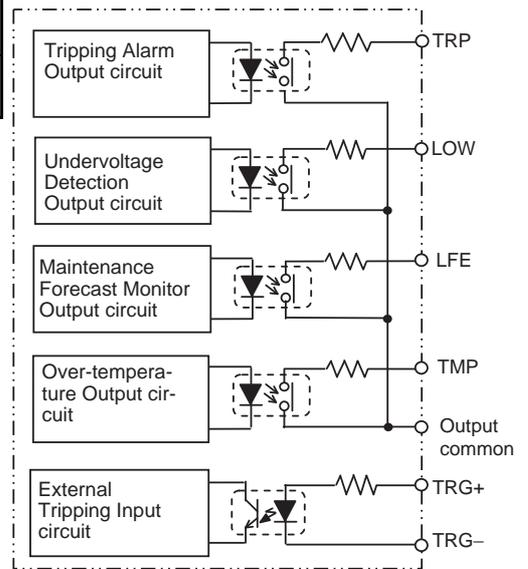 Tripping Alarm
Output circuit
TRP
Undervoltage
Detection
Output circuit
LOW
Maintenance
Forecast Monitor
Output circuit
LFE
Over-tempera-
ture Output cir-
cuit
TMP
Output
common
External
Tripping Input
circuit
TRG+
TRG−